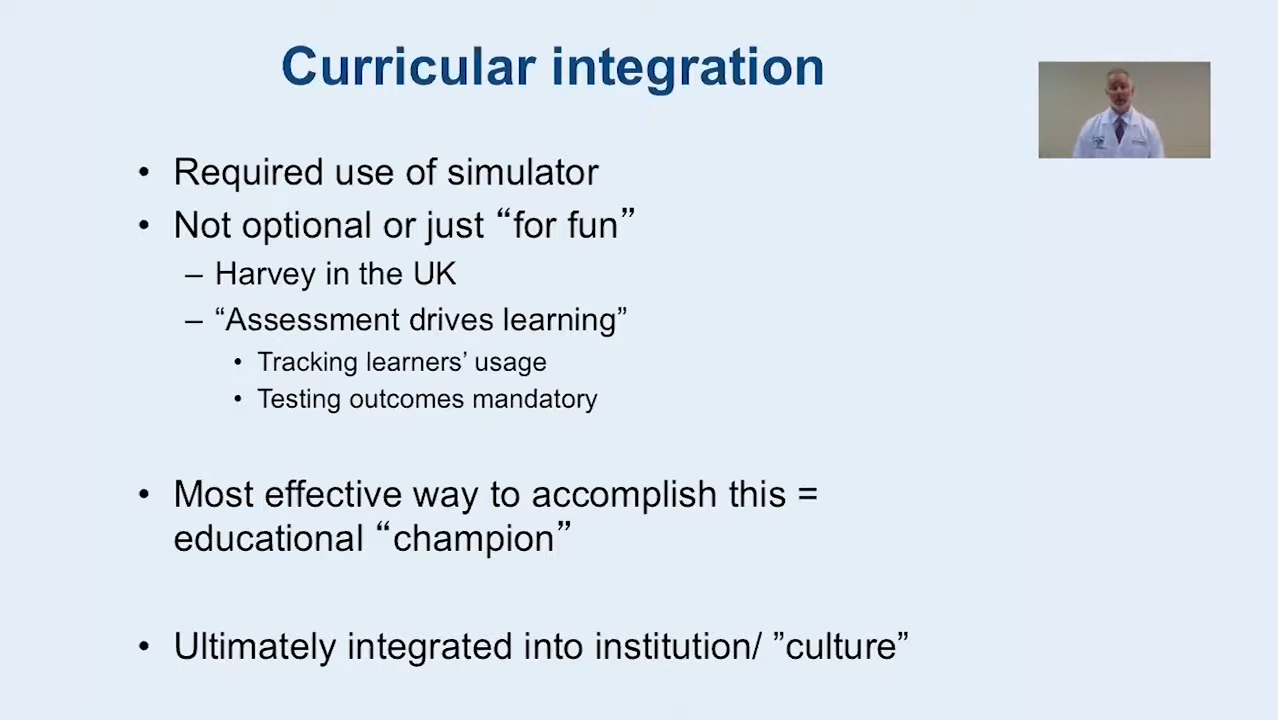 Curricular integration
• Required use of simulator
• Not optional or just “for fun”
– Harvey in the UK
– “Assessment drives learning”
• Tracking learners’ usage
• Testing outcomes mandatory
• Most effective way to accomplish this =
educational “champion”
• Ultimately integrated into institution/ ”culture”